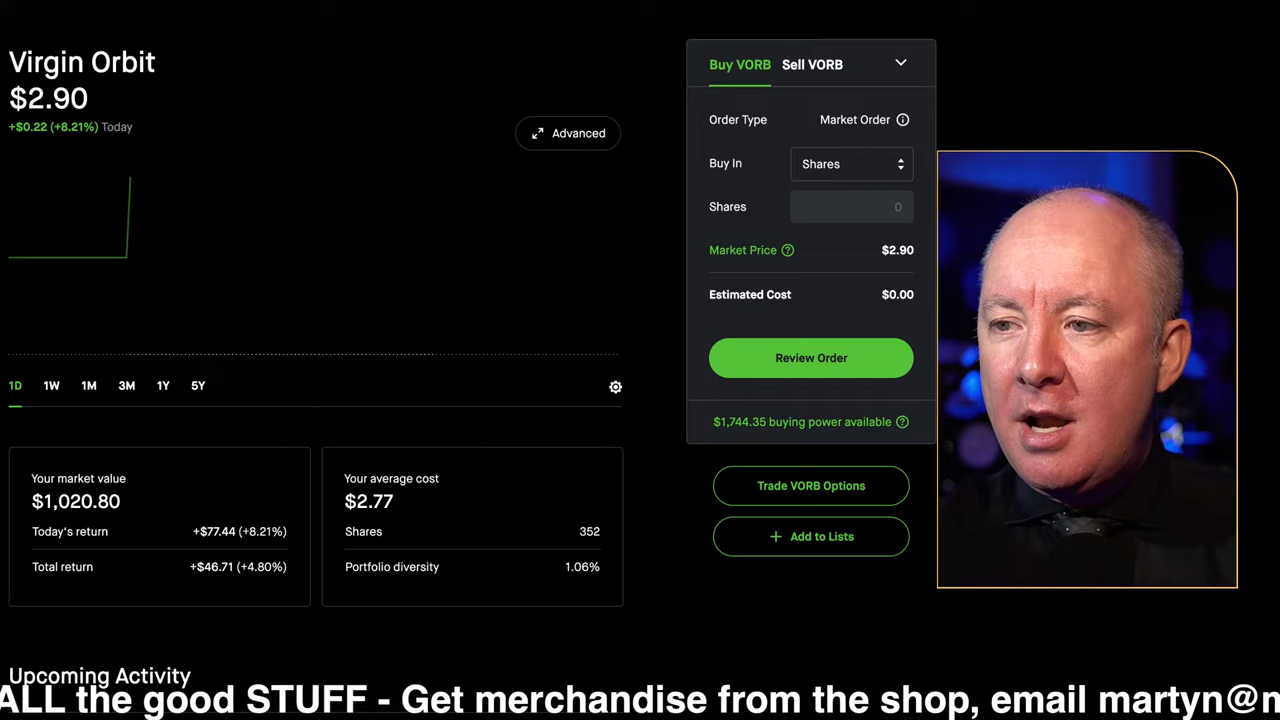 Virgin Orbit
$2.90
+$0.22 (+8.21%) Today
Advanced
1D 1W 1M 3M 1Y 5Y
Your market value
$1,020.80
Today's return +$77.44 (+8.21%)
Total return +$46.71 (+4.80%)
Your average cost
$2.77
Shares 352
Portfolio diversity 1.06%
Buy VORB Sell VORB
Order Type Market Order
Buy In Shares
Shares 0
Market Price $2.90
Estimated Cost $0.00
Review Order
$1,744.35 buying power available
Trade VORB Options
+ Add to Lists
Upcoming Activity
ALL the good STUFF - Get merchandise from the shop, email martyn@